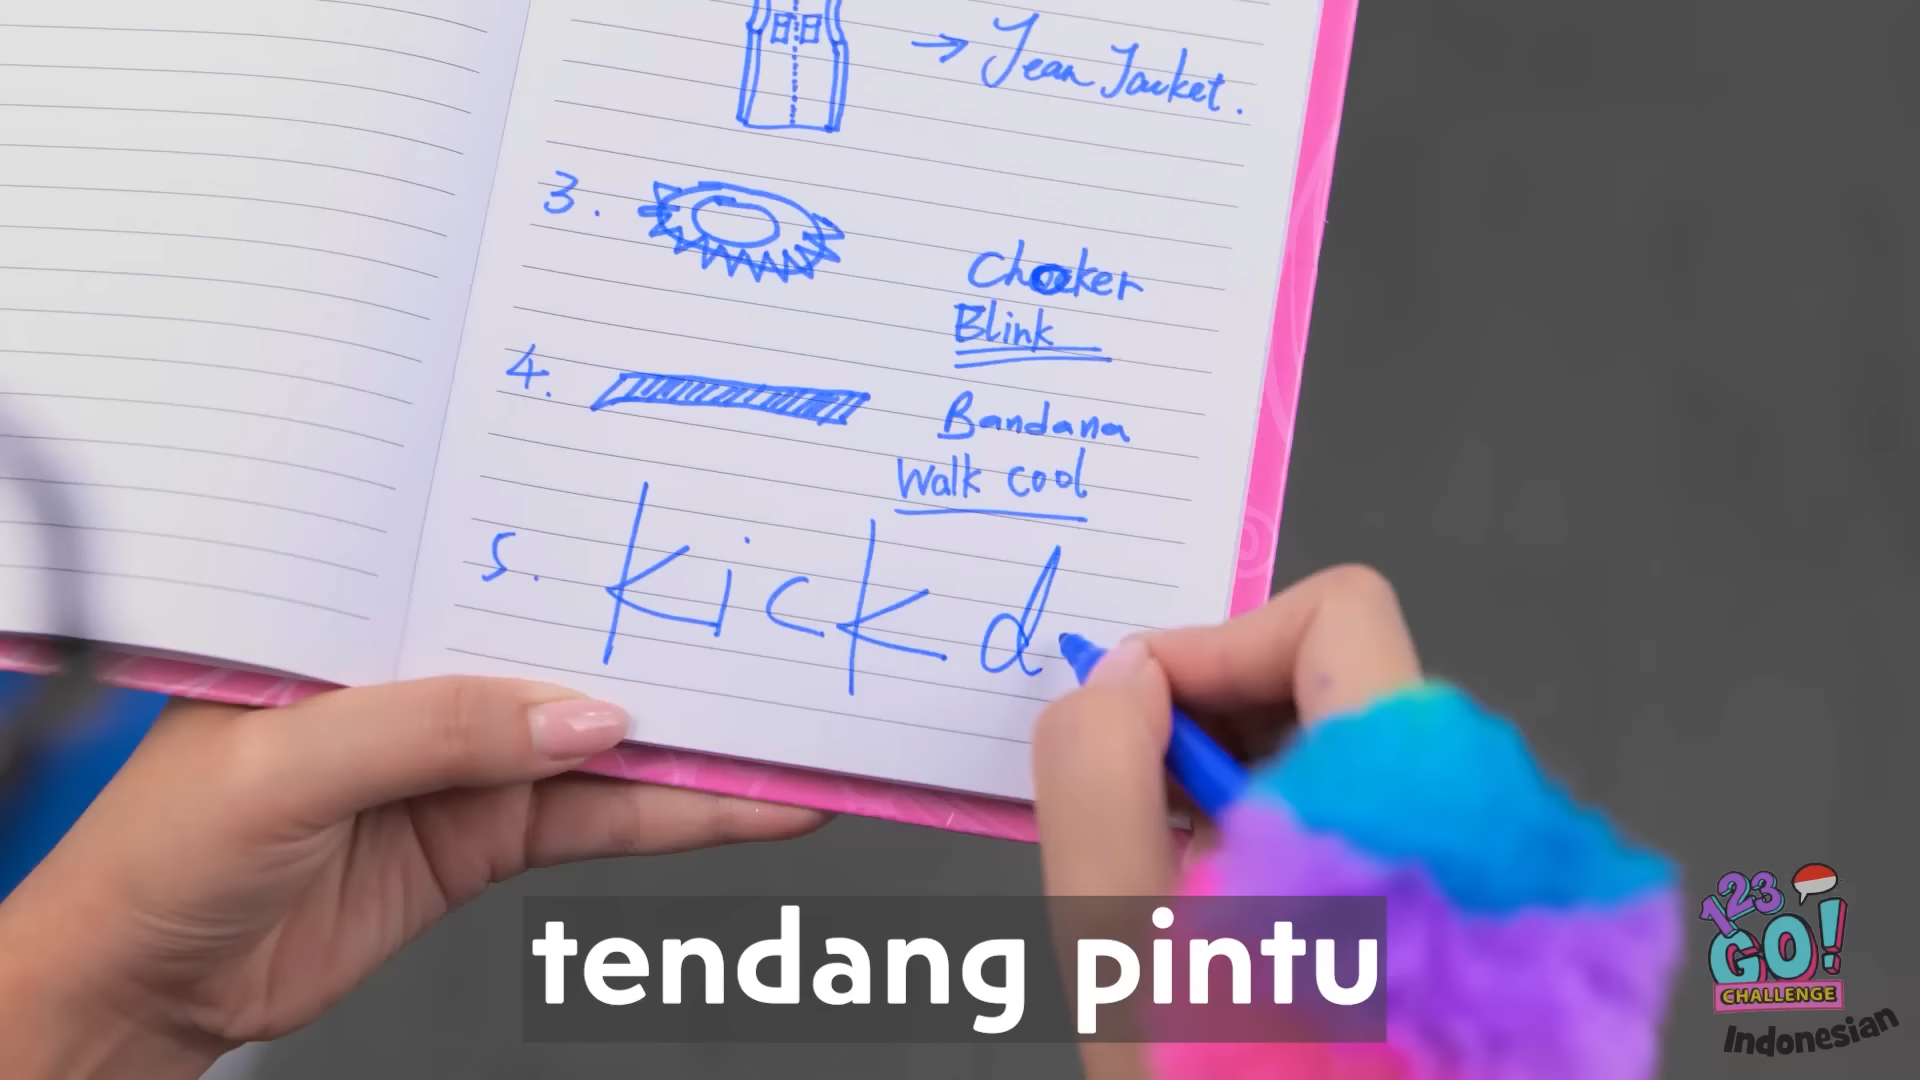 → Jean Jacket.
3. Chocker
Blink
4. Bandana
Walk cool
5. kick d
tendang pintu
123
GO!
CHALLENGE
Indonesian